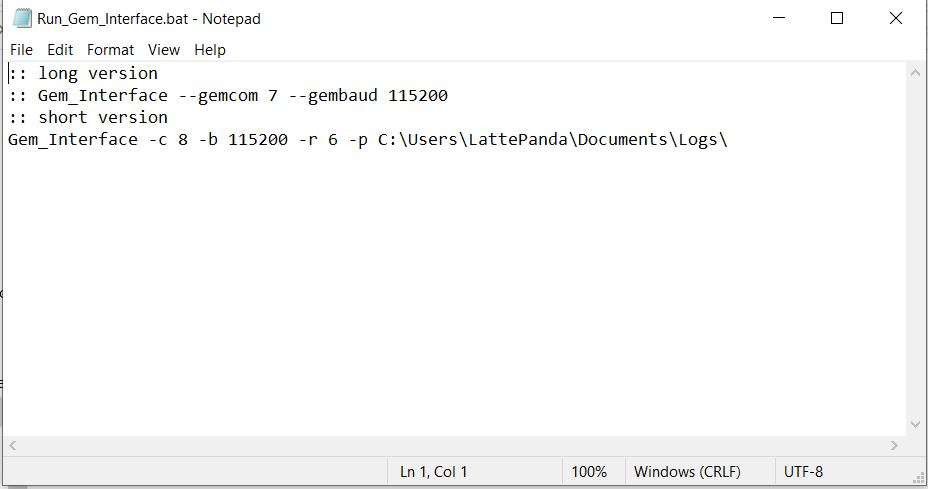 Run_Gem_Interface.bat - Notepad
File Edit Format View Help
:: long version
:: Gem_Interface --gemcom 7 --gembaud 115200
:: short version
Gem_Interface -c 8 -b 115200 -r 6 -p C:\Users\LattePanda\Documents\Logs\
Ln 1, Col 1 100% Windows (CRLF) UTF-8